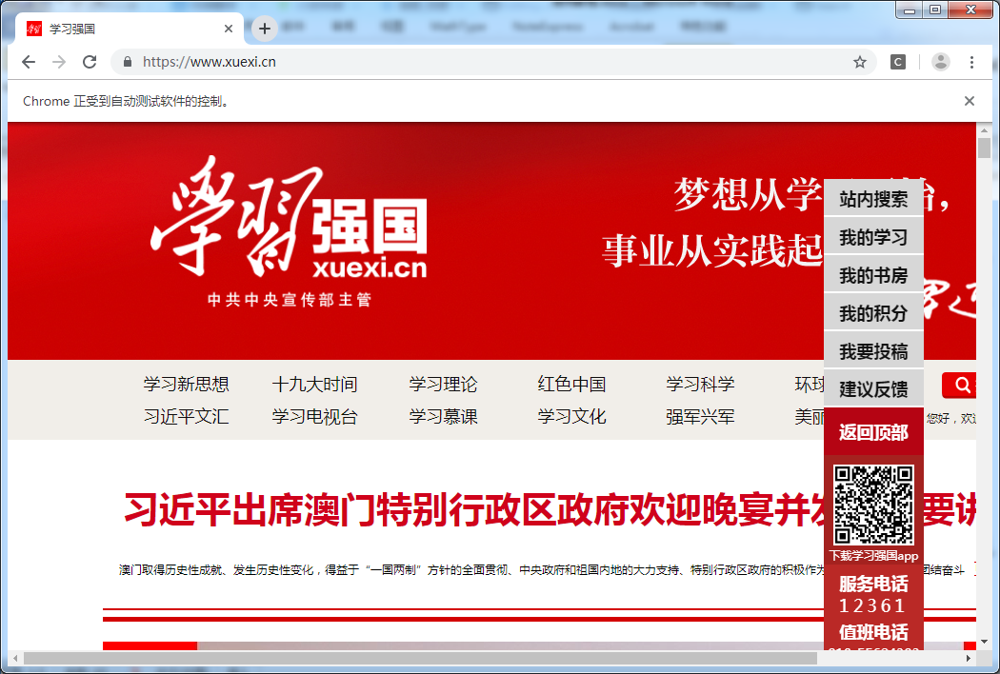 学习强国
https://www.xuexi.cn
C
Chrome 正受到自动测试软件的控制。
學習强国
xuexi.cn
中共中央宣传部主管
梦想从学
事业从实践起
站内搜索
我的学习
我的书房
我的积分
我要投稿
建议反馈
返回顶部
下载学习强国app
服务电话
12361
值班电话
学习新思想 十九大时间 学习理论 红色中国 学习科学 环球
习近平文汇 学习电视台 学习慕课 学习文化 强军兴军 美丽
您好，欢迎
习近平出席澳门特别行政区政府欢迎晚宴并发 要讲
澳门取得历史性成就、发生历史性变化，得益于“一国两制”方针的全面贯彻、中央政府和祖国内地的大力支持、特别行政区政府的积极作为 团结奋斗